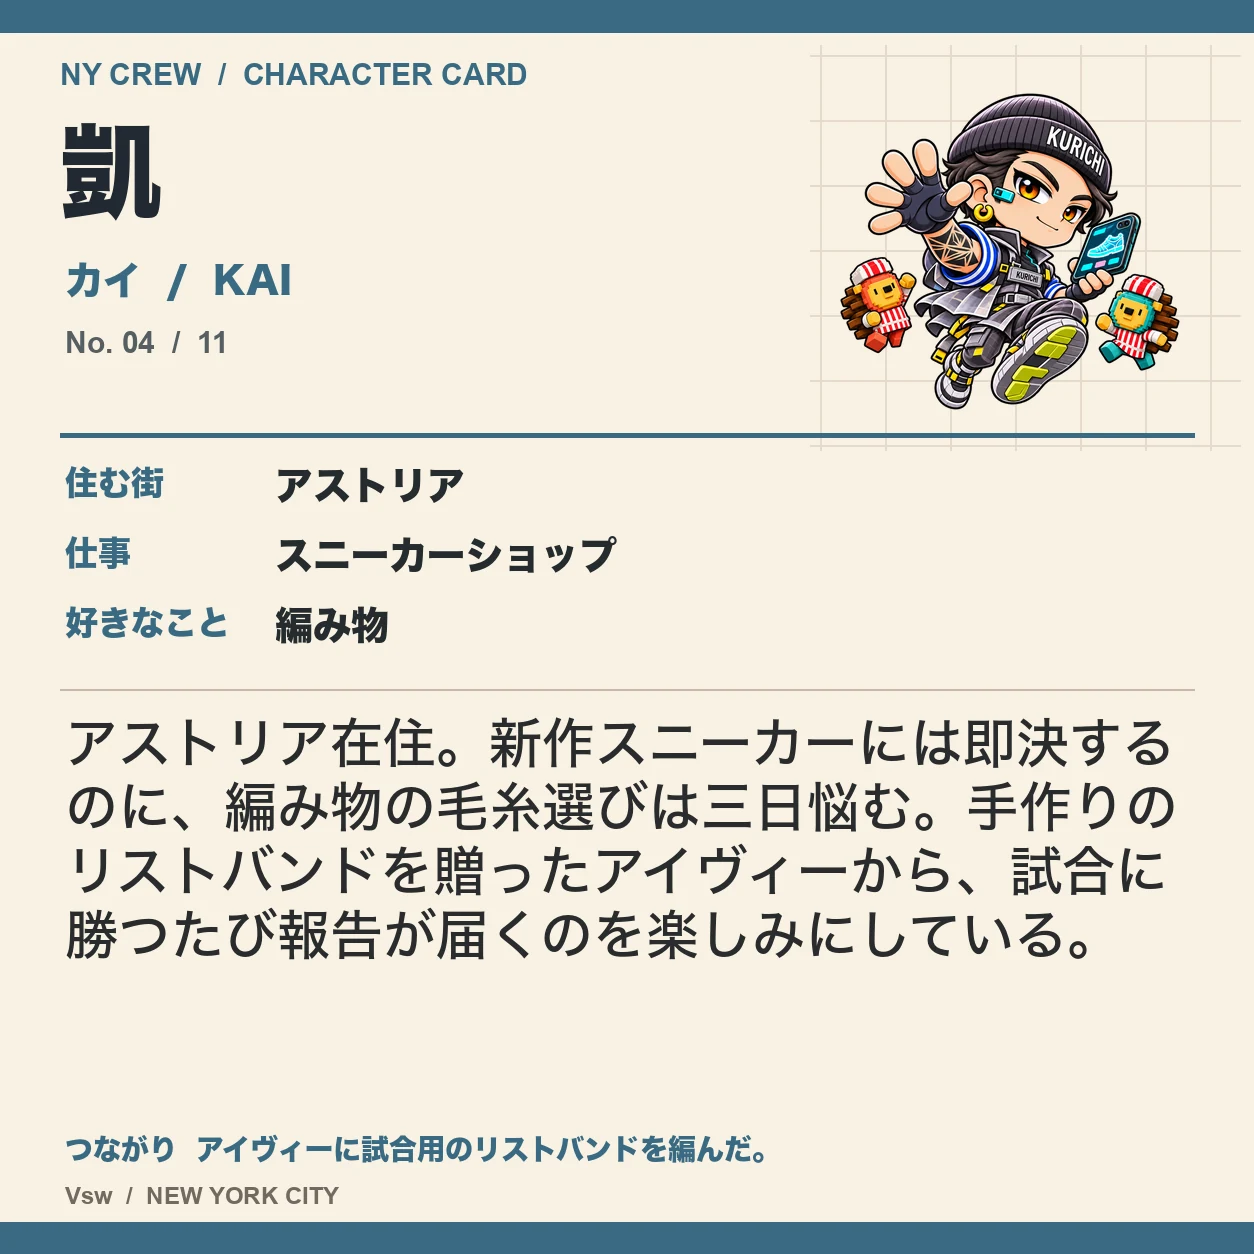 NY CREW / CHARACTER CARD
凱
カイ / KAI
No. 04 / 11
KURICHI
KURICHI
住む街 アストリア
仕事 スニーカーショップ
好きなこと 編み物
アストリア在住。新作スニーカーには即決する
のに、編み物の毛糸選びは三日悩む。手作りの
リストバンドを贈ったアイヴィーから、試合に
勝つたび報告が届くのを楽しみにしている。
つながり アイヴィーに試合用のリストバンドを編んだ。
Vsw / NEW YORK CITY